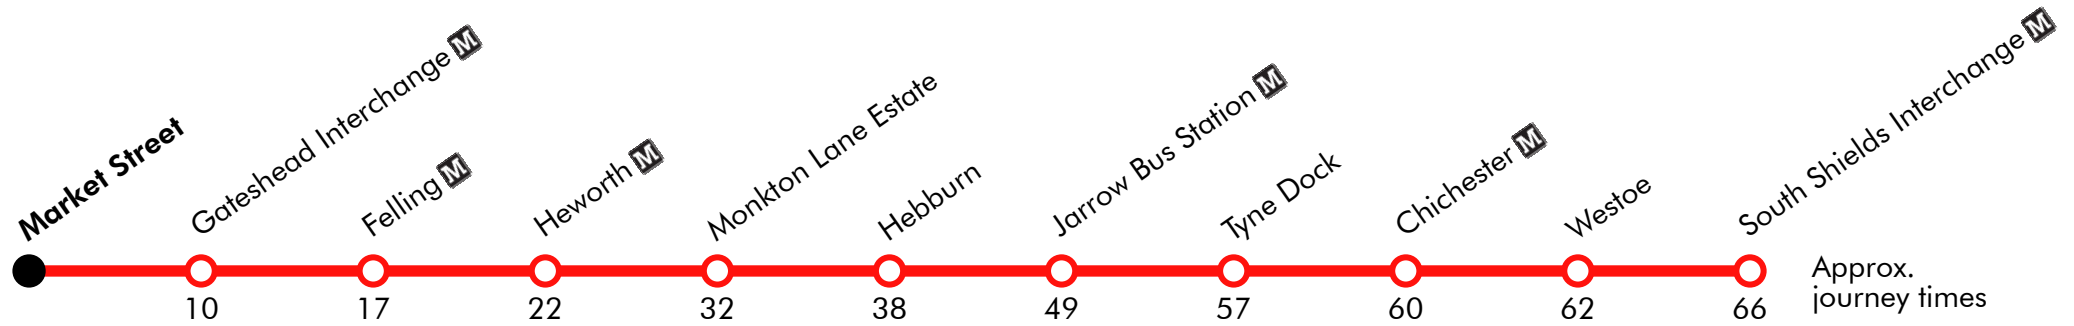 Market Street
Gateshead Interchange M
Felling M
Heworth M
Monkton Lane Estate
Hebburn
Jarrow Bus Station M
Tyne Dock
Chichester M
Westoe
South Shields Interchange M
10 17 22 32 38 49 57 60 62 66
Approx.
journey times